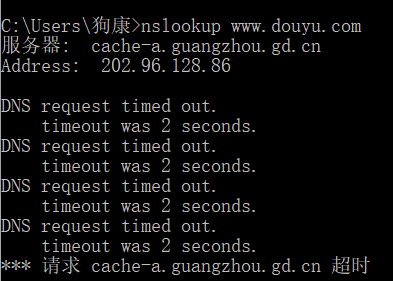 C:\Users\狗康>nslookup www.douyu.com
服务器:  cache-a.guangzhou.gd.cn
Address:  202.96.128.86

DNS request timed out.
    timeout was 2 seconds.
DNS request timed out.
    timeout was 2 seconds.
DNS request timed out.
    timeout was 2 seconds.
DNS request timed out.
    timeout was 2 seconds.
*** 请求 cache-a.guangzhou.gd.cn 超时